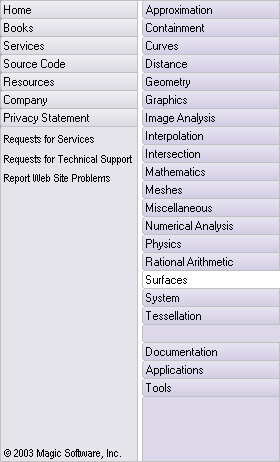 Home
Books
Services
Source Code
Resources
Company
Privacy Statement
Requests for Services
Requests for Technical Support
Report Web Site Problems
© 2003 Magic Software, Inc.
Approximation
Containment
Curves
Distance
Geometry
Graphics
Image Analysis
Interpolation
Intersection
Mathematics
Meshes
Miscellaneous
Numerical Analysis
Physics
Rational Arithmetic
Surfaces
System
Tessellation
Documentation
Applications
Tools